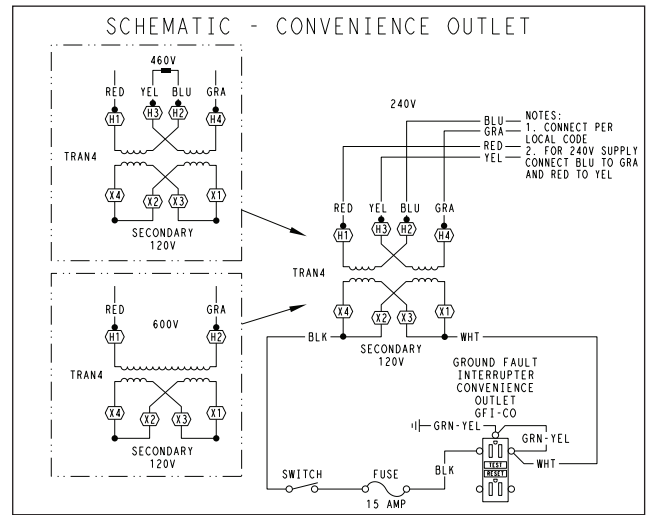 SCHEMATIC - CONVENIENCE OUTLET
460V
RED YEL BLU GRA
H1 H3 H2 H4
TRAN4
X4 X2 X3 X1
SECONDARY
120V
600V
RED GRA
H1 H2
TRAN4
X4 X2 X3 X1
SECONDARY
120V
240V
BLU
GRA
RED
YEL
NOTES:
1. CONNECT PER
LOCAL CODE
2. FOR 240V SUPPLY
CONNECT BLU TO GRA
AND RED TO YEL
RED YEL BLU GRA
H1 H3 H2 H4
TRAN4
X4 X2 X3 X1
BLK WHT
SECONDARY
120V
GROUND FAULT
INTERRUPTER
CONVENIENCE
OUTLET
GFI-CO
GRN-YEL
GRN-YEL
WHT
BLK
TEST
RESET
SWITCH FUSE
15 AMP